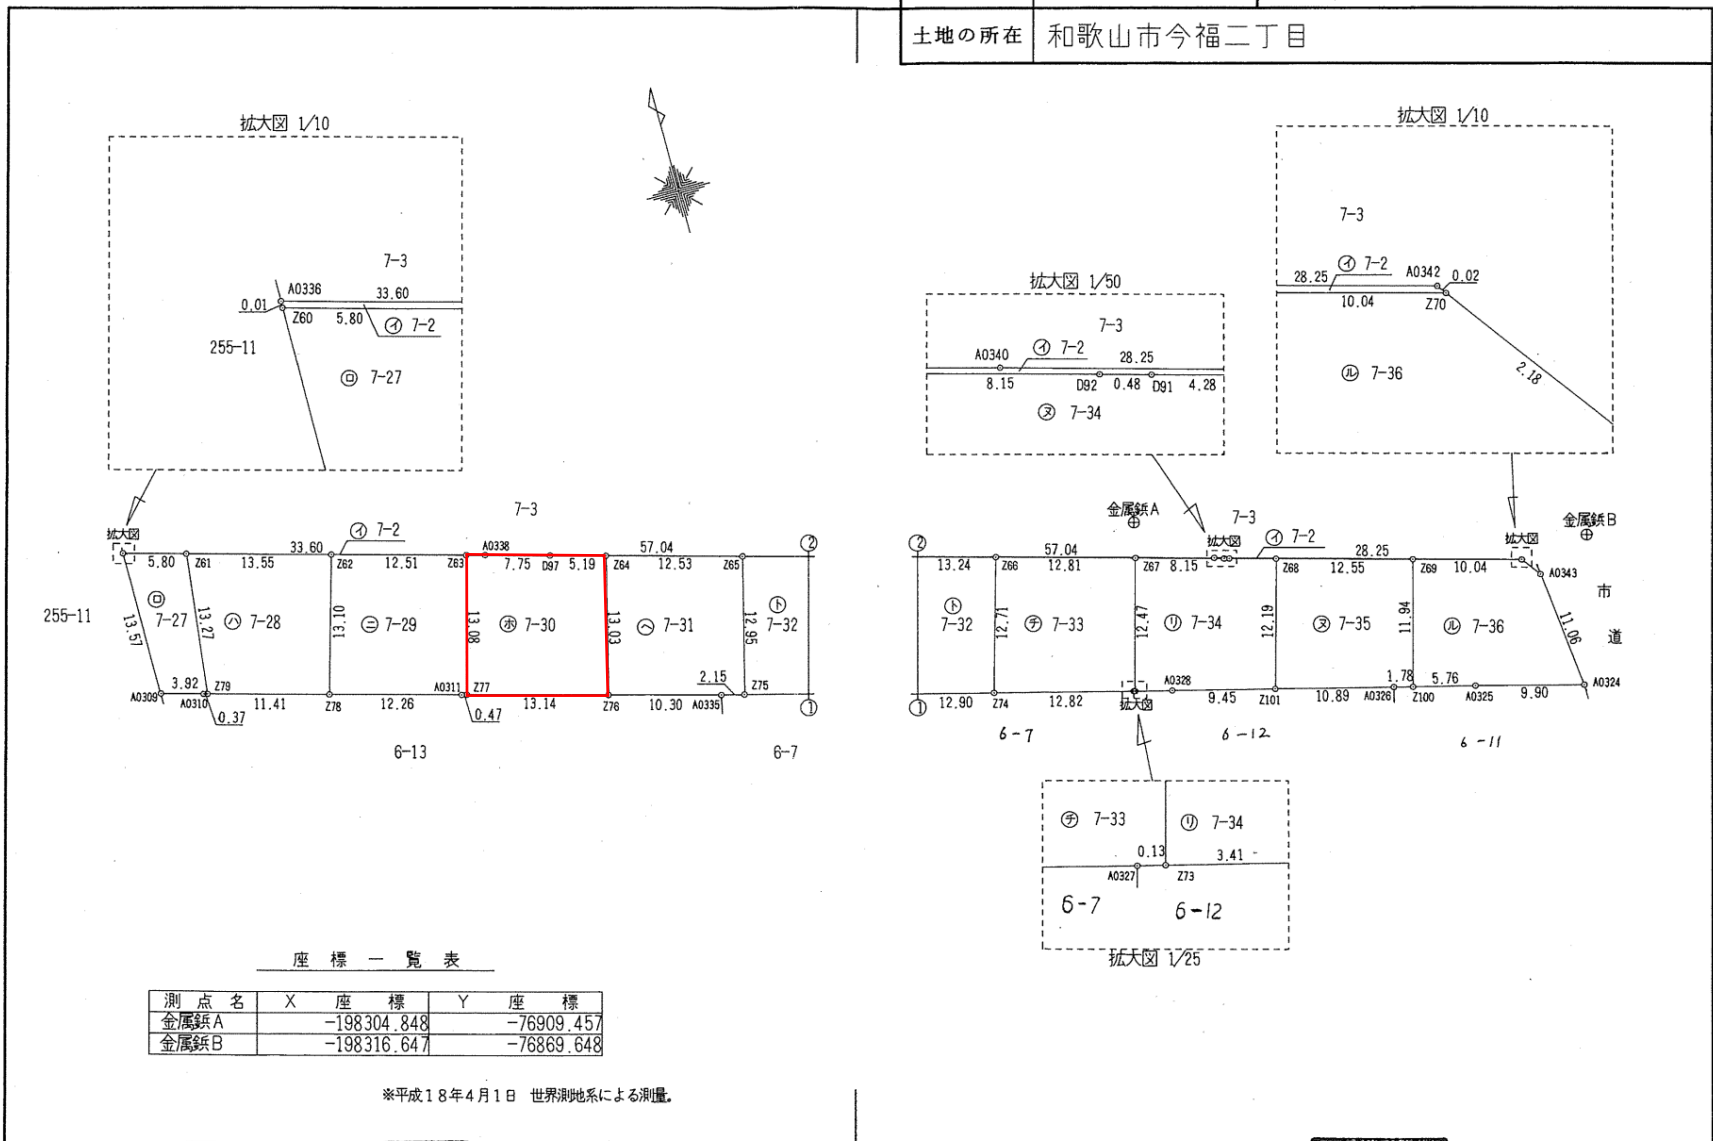 土地の所在 和歌山市今福二丁目
拡大図 1/10
7-3
A0336
33.60
0.01
Z60
5.80
㋑ 7-2
255-11
㋺ 7-27
拡大図 1/50
7-3
A0340
㋑ 7-2
28.25
8.15
D92
0.48
D91
4.28
㋦ 7-34
拡大図 1/10
7-3
28.25
㋑ 7-2
A0342
0.02
10.04
Z70
2.18
㋸ 7-36
7-3
拡大図
㋑ 7-2
33.60
A0338
57.04
②
5.80
Z61
13.55
Z62
12.51
Z63
7.75
D97
5.19
Z64
12.53
Z65
255-11
13.57
㋺
7-27
13.27
㋩ 7-28
13.10
㋥ 7-29
13.08
㋭ 7-30
13.03
㋬ 7-31
12.95
㋣
7-32
A0309
3.92
A0310
Z79
0.37
11.41
Z78
12.26
A0311
Z77
0.47
13.14
Z76
10.30
A0335
2.15
Z75
①
6-13
6-7
金属鋲A
7-3
金属鋲B
拡大図
㋑ 7-2
拡大図
②
57.04
28.25
13.24
Z66
12.81
Z67
8.15
Z68
12.55
Z69
10.04
A0343
市
道
㋣
7-32
12.71
㋠ 7-33
12.47
㋷ 7-34
12.19
㋦ 7-35
11.94
㋸ 7-36
11.06
①
12.90
Z74
12.82
拡大図
A0328
9.45
Z101
10.89
A0326
1.78
Z100
5.76
A0325
9.90
A0324
6-7
6-12
6-11
㋠ 7-33
㋷ 7-34
0.13
3.41
A0327
Z73
6-7
6-12
拡大図 1/25
座標一覧表
測点名 X座標 Y座標
金属鋲A -198304.848 -76909.457
金属鋲B -198316.647 -76869.648
※平成18年4月1日 世界測地系による測量。